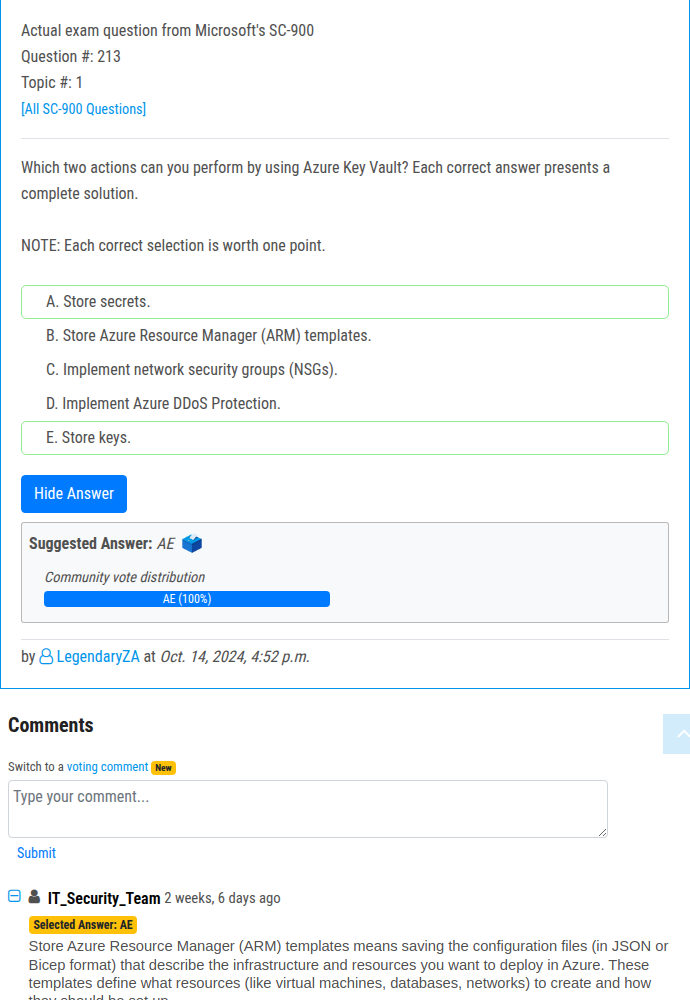 Actual exam question from Microsoft's SC-900
Question #: 213
Topic #: 1
[All SC-900 Questions]
Which two actions can you perform by using Azure Key Vault? Each correct answer presents a
complete solution.
NOTE: Each correct selection is worth one point.
A. Store secrets.
B. Store Azure Resource Manager (ARM) templates.
C. Implement network security groups (NSGs).
D. Implement Azure DDoS Protection.
E. Store keys.
Hide Answer
Suggested Answer: AE
Community vote distribution
AE (100%)
by LegendaryZA at Oct. 14, 2024, 4:52 p.m.
Comments
Switch to a voting comment New
Type your comment...
Submit
IT_Security_Team 2 weeks, 6 days ago
Selected Answer: AE
Store Azure Resource Manager (ARM) templates means saving the configuration files (in JSON or
Bicep format) that describe the infrastructure and resources you want to deploy in Azure. These
templates define what resources (like virtual machines, databases, networks) to create and how
they should be set up